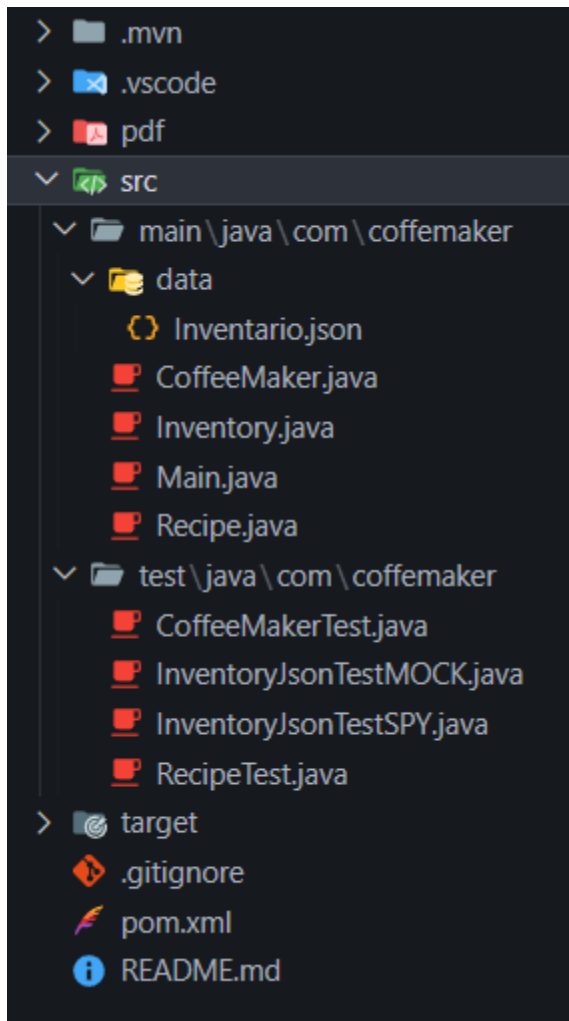 .mvn
.vscode
pdf
src
main\java\com\coffemaker
data
Inventario.json
CoffeeMaker.java
Inventory.java
Main.java
Recipe.java
test\java\com\coffemaker
CoffeeMakerTest.java
InventoryJsonTestMOCK.java
InventoryJsonTestSPY.java
RecipeTest.java
target
.gitignore
pom.xml
README.md